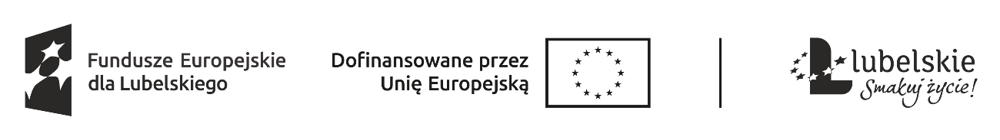 Fundusze Europejskie
dla Lubelskiego
Dofinansowane przez
Unię Europejską
lubelskie
Smakuj życie!